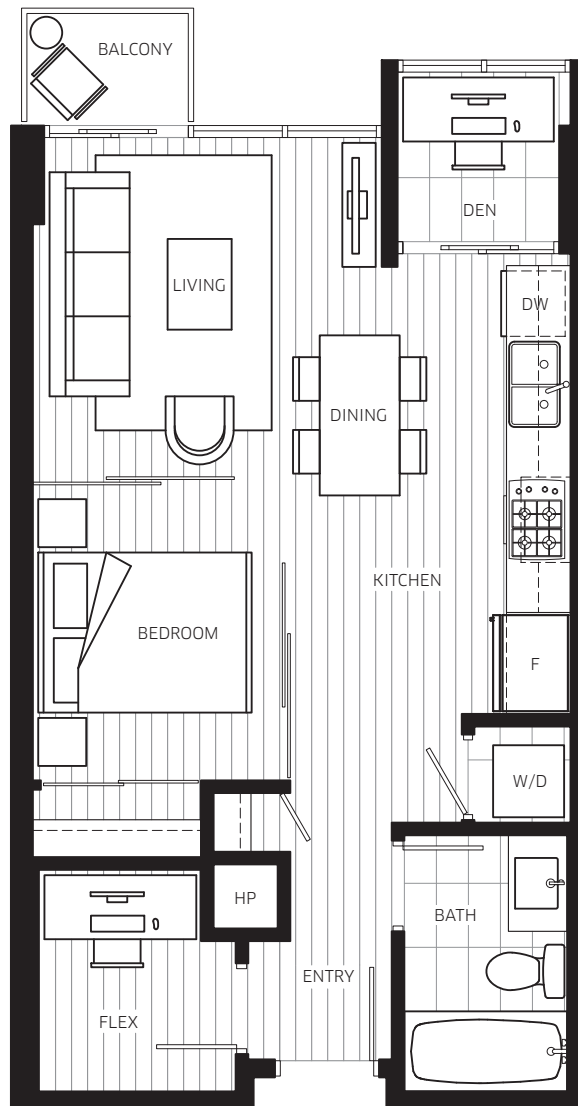 BALCONY
DEN
LIVING
DW
DINING
KITCHEN
BEDROOM
F
W/D
HP
BATH
ENTRY
FLEX